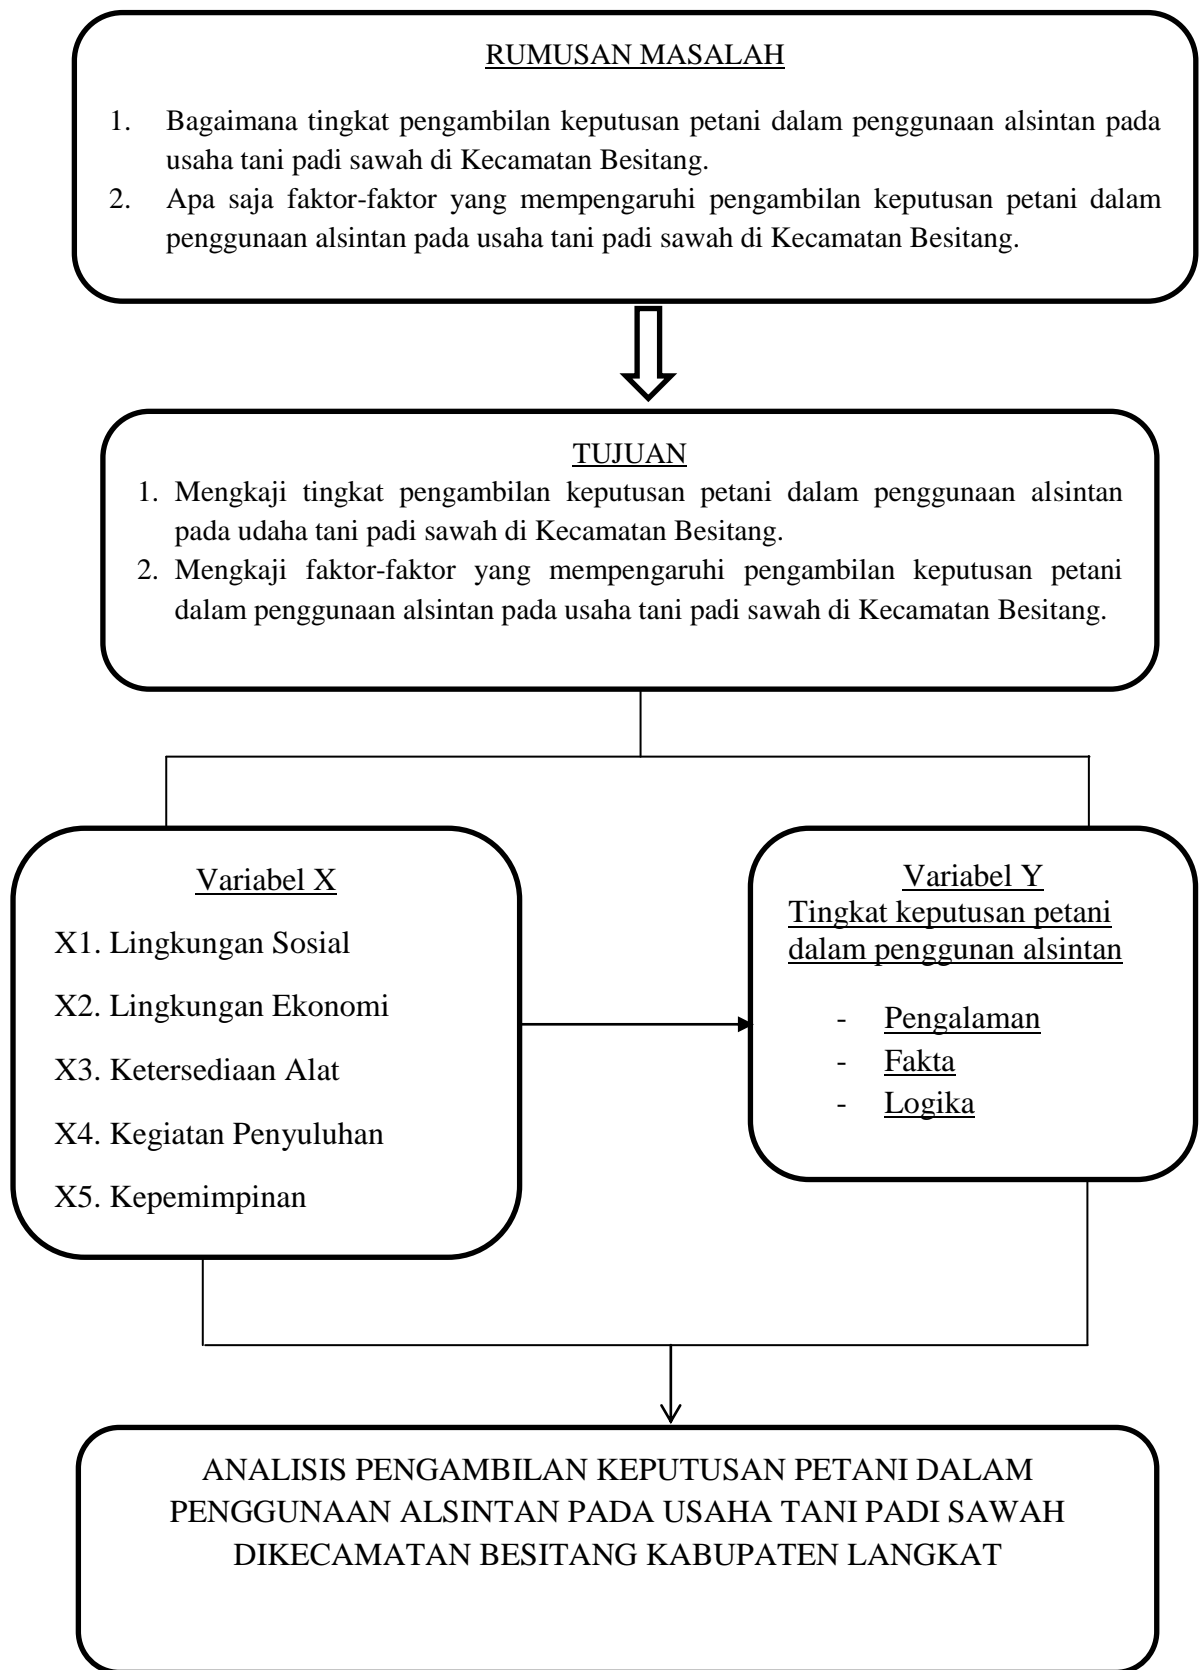 RUMUSAN MASALAH
1. Bagaimana tingkat pengambilan keputusan petani dalam penggunaan alsintan pada
usaha tani padi sawah di Kecamatan Besitang.
2. Apa saja faktor-faktor yang mempengaruhi pengambilan keputusan petani dalam
penggunaan alsintan pada usaha tani padi sawah di Kecamatan Besitang.
TUJUAN
1. Mengkaji tingkat pengambilan keputusan petani dalam penggunaan alsintan
pada udaha tani padi sawah di Kecamatan Besitang.
2. Mengkaji faktor-faktor yang mempengaruhi pengambilan keputusan petani
dalam penggunaan alsintan pada usaha tani padi sawah di Kecamatan Besitang.
Variabel X
X1. Lingkungan Sosial
X2. Lingkungan Ekonomi
X3. Ketersediaan Alat
X4. Kegiatan Penyuluhan
X5. Kepemimpinan
Variabel Y
Tingkat keputusan petani
dalam penggunan alsintan
- Pengalaman
- Fakta
- Logika
ANALISIS PENGAMBILAN KEPUTUSAN PETANI DALAM
PENGGUNAAN ALSINTAN PADA USAHA TANI PADI SAWAH
DIKECAMATAN BESITANG KABUPATEN LANGKAT